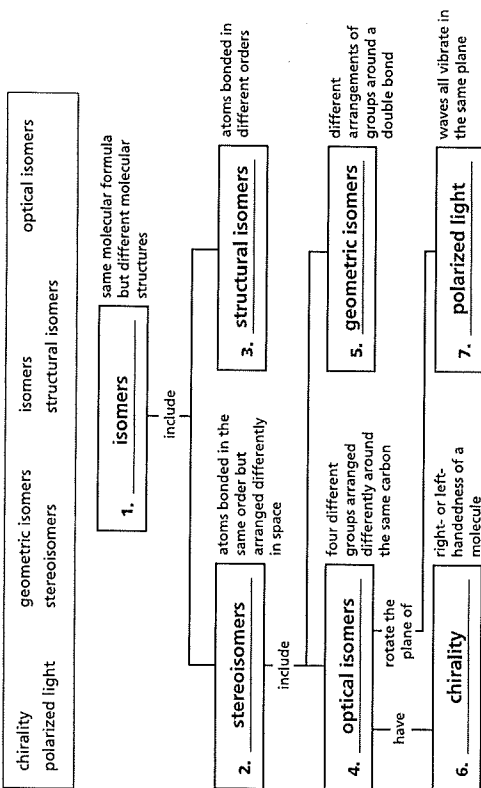 chirality geometric isomers isomers optical isomers
polarized light stereoisomers structural isomers
1. isomers
same molecular formula
but different molecular
structures
include
2. stereoisomers
atoms bonded in the
same order but
arranged differently
in space
3. structural isomers
atoms bonded in
different orders
include
4. optical isomers
four different
groups arranged
differently around
the same carbon
5. geometric isomers
different
arrangements of
groups around a
double bond
have
rotate the
plane of
6. chirality
right- or left-
handedness of a
molecule
7. polarized light
waves all vibrate in
the same plane